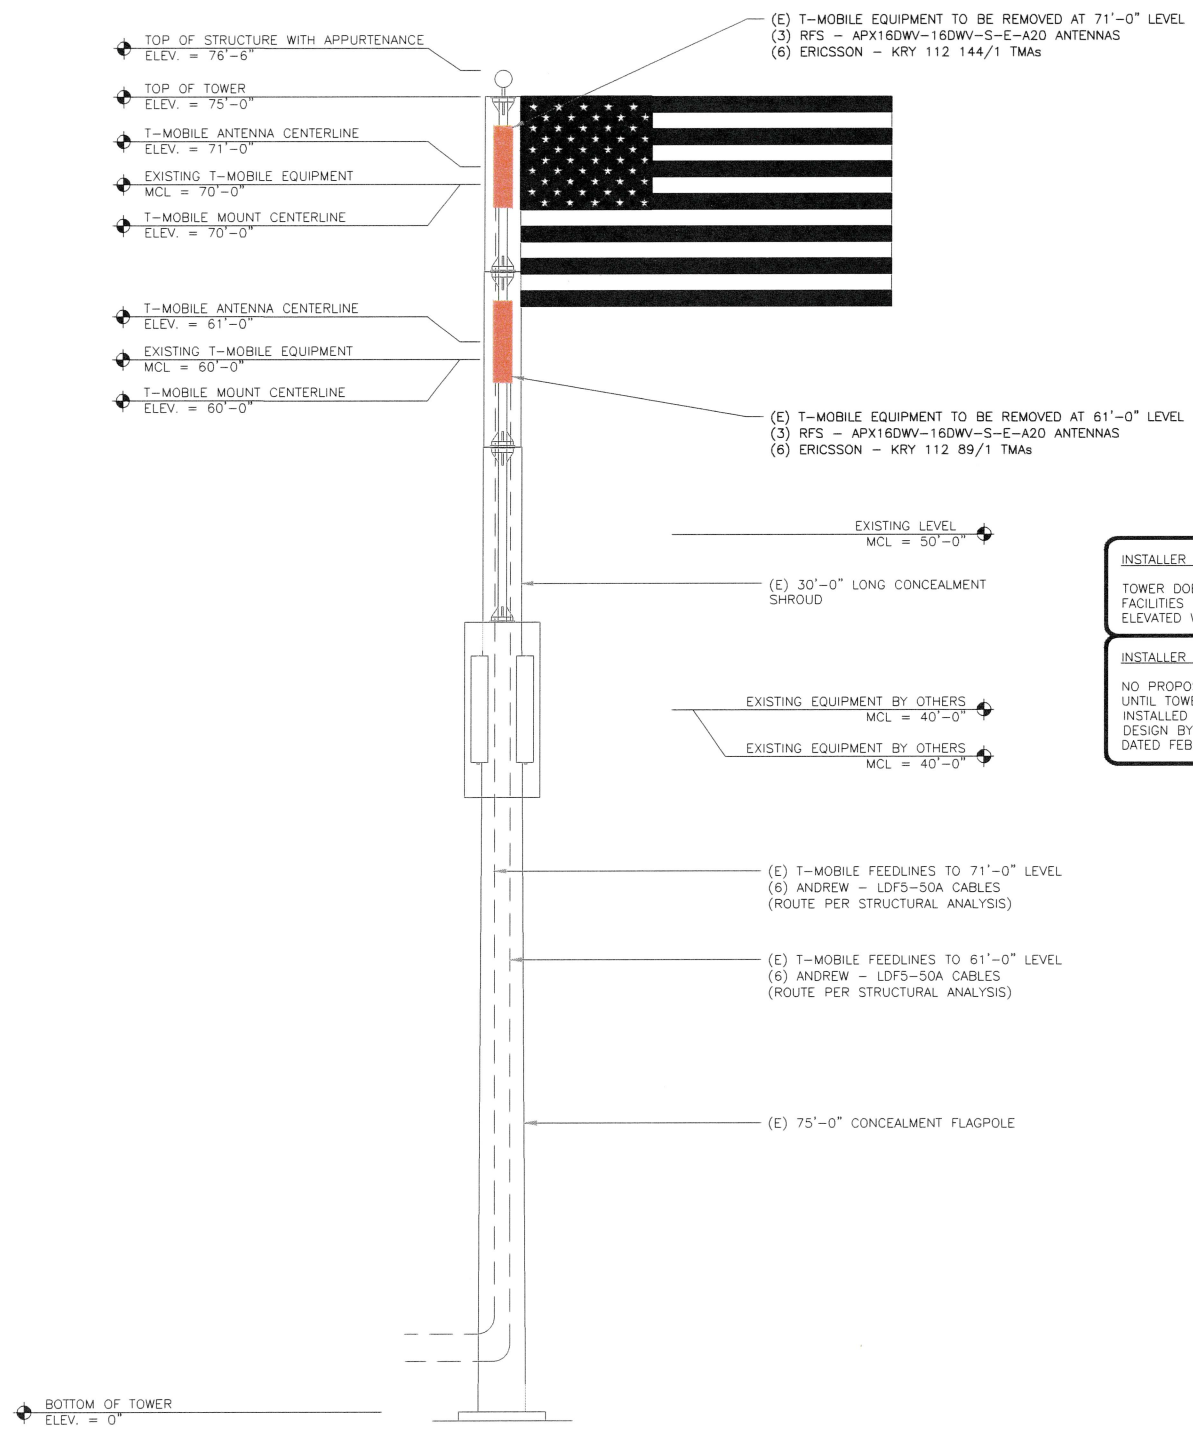 TOP OF STRUCTURE WITH APPURTENANCE
ELEV. = 76'-6"
TOP OF TOWER
ELEV. = 75'-0"
T-MOBILE ANTENNA CENTERLINE
ELEV. = 71'-0"
EXISTING T-MOBILE EQUIPMENT
MCL = 70'-0"
T-MOBILE MOUNT CENTERLINE
ELEV. = 70'-0"
T-MOBILE ANTENNA CENTERLINE
ELEV. = 61'-0"
EXISTING T-MOBILE EQUIPMENT
MCL = 60'-0"
T-MOBILE MOUNT CENTERLINE
ELEV. = 60'-0"
(E) T-MOBILE EQUIPMENT TO BE REMOVED AT 71'-0" LEVEL
(3) RFS - APX16DWV-16DWV-S-E-A20 ANTENNAS
(6) ERICSSON - KRY 112 144/1 TMAs
(E) T-MOBILE EQUIPMENT TO BE REMOVED AT 61'-0" LEVEL
(3) RFS - APX16DWV-16DWV-S-E-A20 ANTENNAS
(6) ERICSSON - KRY 112 89/1 TMAs
EXISTING LEVEL
MCL = 50'-0"
(E) 30'-0" LONG CONCEALMENT
SHROUD
INSTALLER
TOWER DOE
FACILITIES
ELEVATED
INSTALLER
NO PROPOS
UNTIL TOWE
INSTALLED
DESIGN BY
DATED FEB
EXISTING EQUIPMENT BY OTHERS
MCL = 40'-0"
EXISTING EQUIPMENT BY OTHERS
MCL = 40'-0"
(E) T-MOBILE FEEDLINES TO 71'-0" LEVEL
(6) ANDREW - LDF5-50A CABLES
(ROUTE PER STRUCTURAL ANALYSIS)
(E) T-MOBILE FEEDLINES TO 61'-0" LEVEL
(6) ANDREW - LDF5-50A CABLES
(ROUTE PER STRUCTURAL ANALYSIS)
(E) 75'-0" CONCEALMENT FLAGPOLE
BOTTOM OF TOWER
ELEV. = 0"